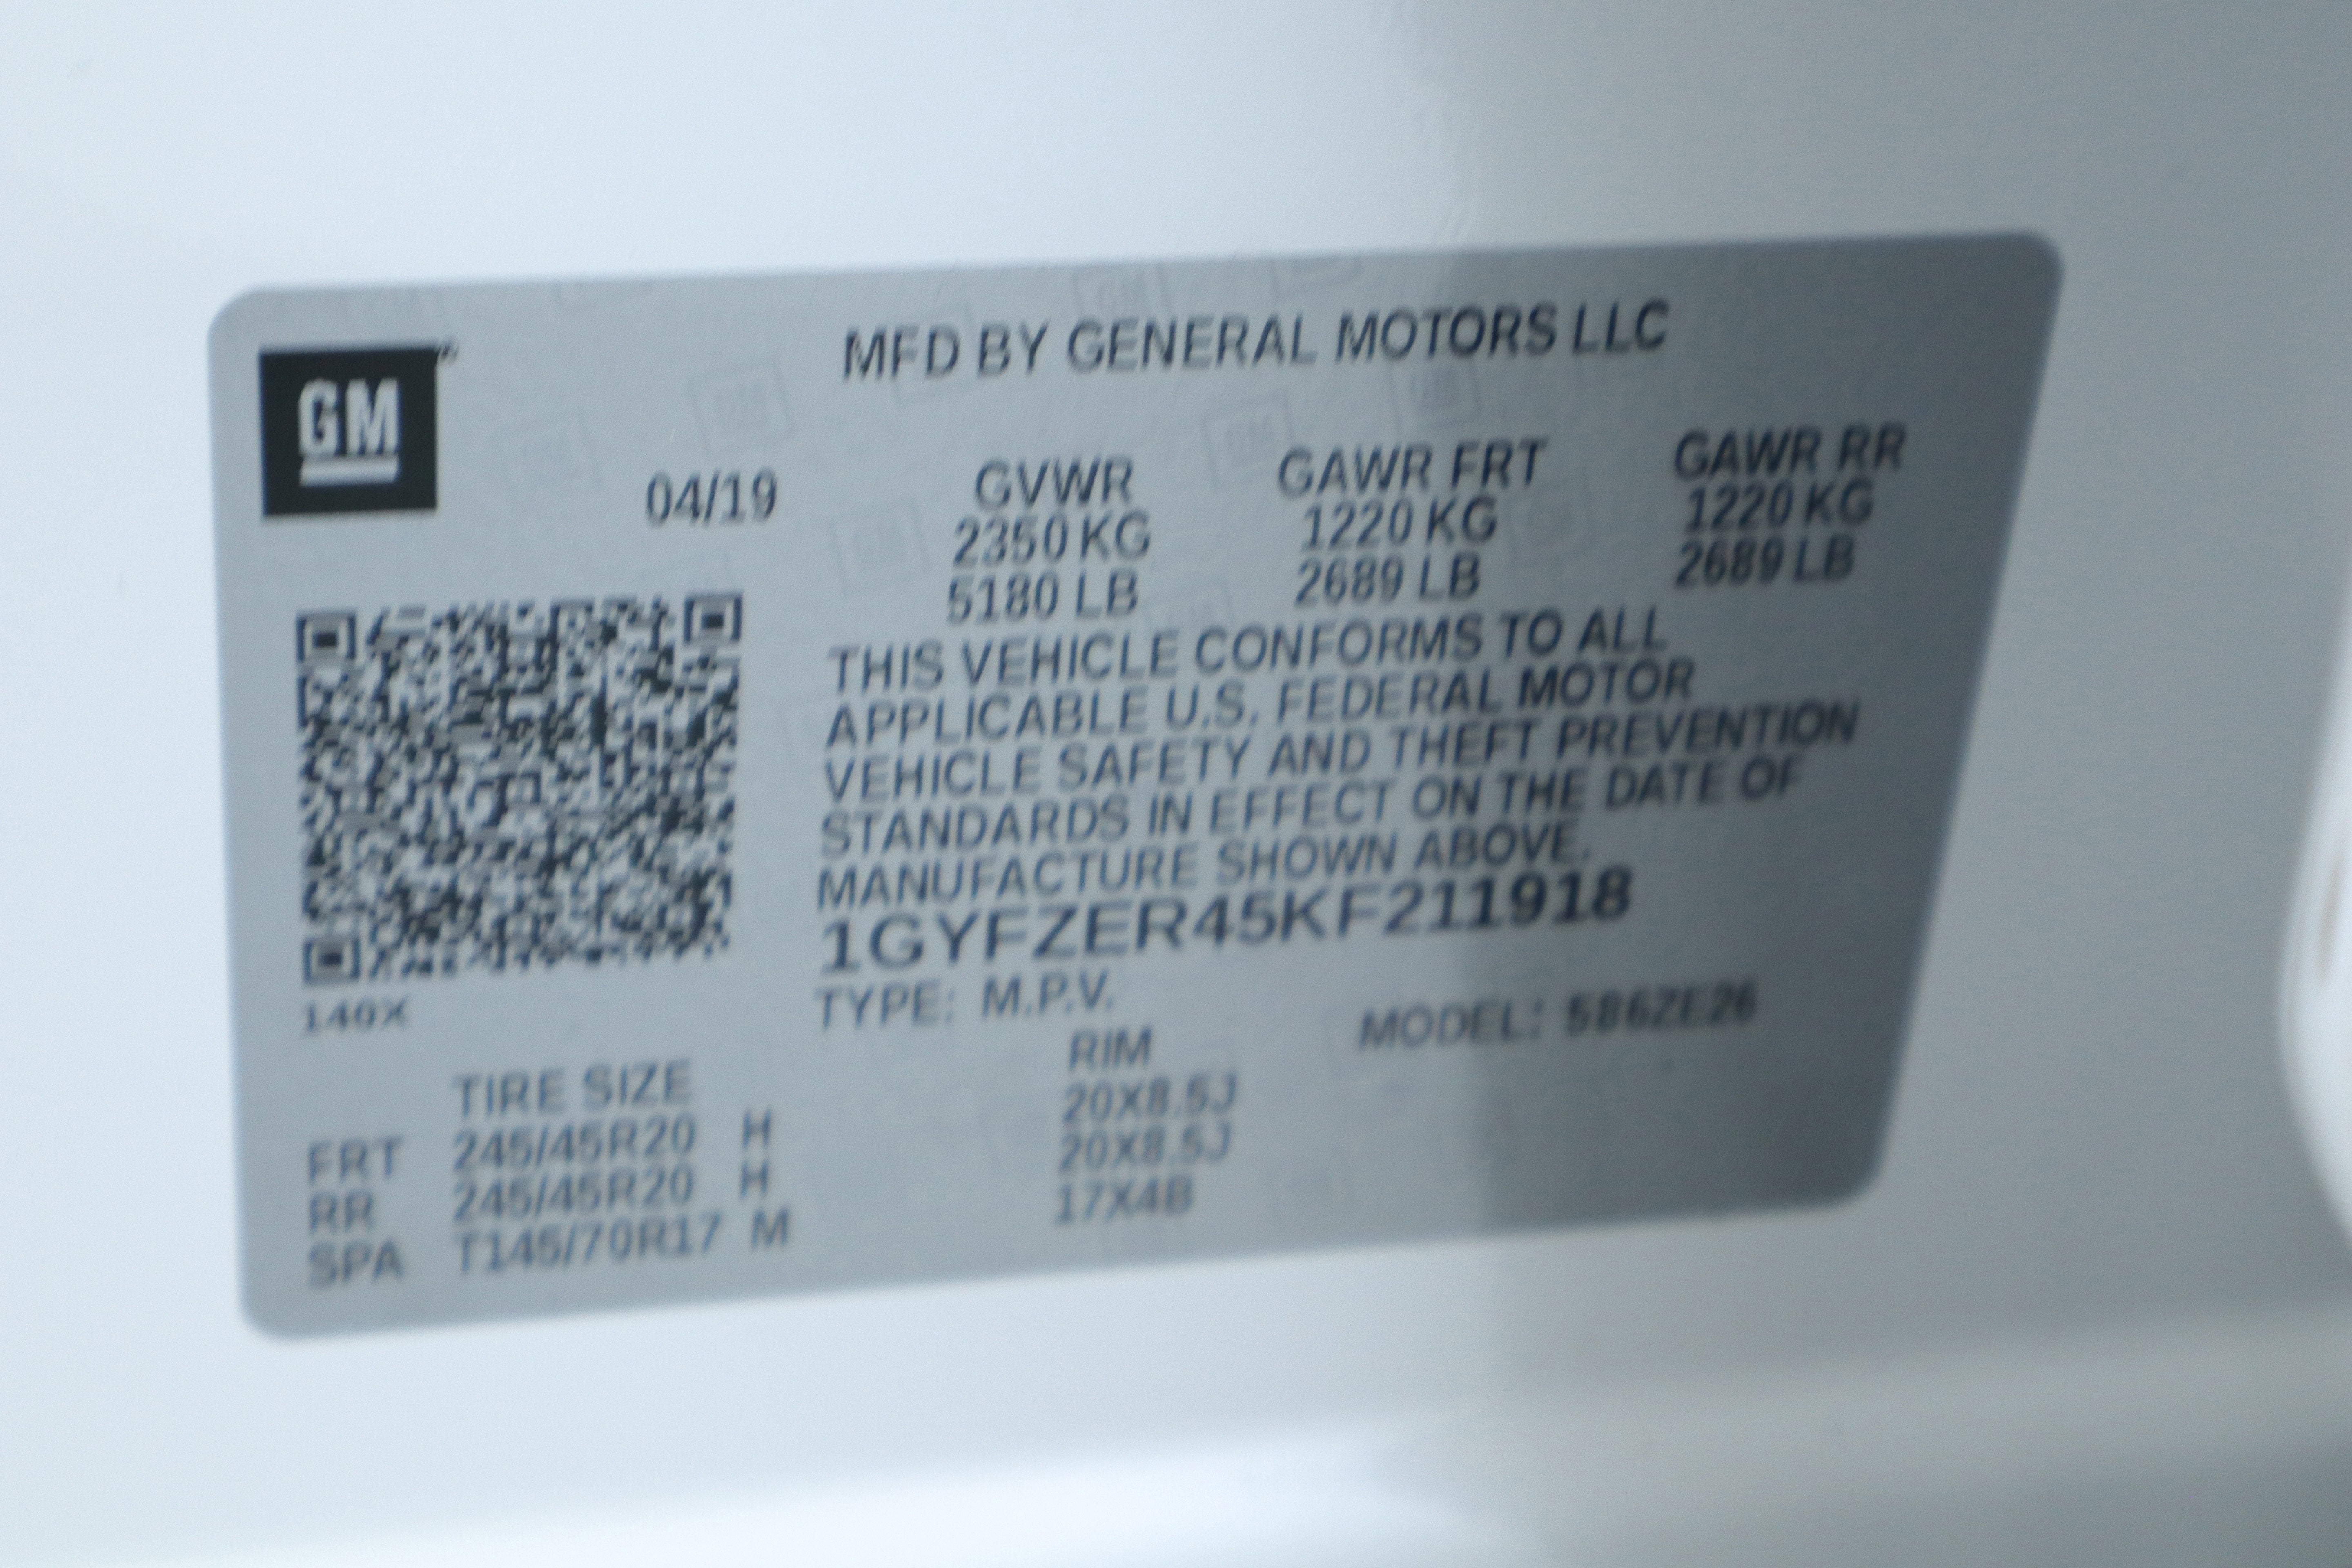 GM
MFD BY GENERAL MOTORS LLC
04/19
GVWR GAWR FRT GAWR RR
2350 KG 1220 KG 1220 KG
5180 LB 2689 LB 2689 LB
THIS VEHICLE CONFORMS TO ALL
APPLICABLE U.S. FEDERAL MOTOR
VEHICLE SAFETY AND THEFT PREVENTION
STANDARDS IN EFFECT ON THE DATE OF
MANUFACTURE SHOWN ABOVE.
1GYFZER45KF211918
TYPE: M.P.V. MODEL:
140X
TIRE SIZE RIM
FRT 245/45R20 H 20X8.5J
RR 245/45R20 H 20X8.5J
SPA T145/70R17 M 17X4B